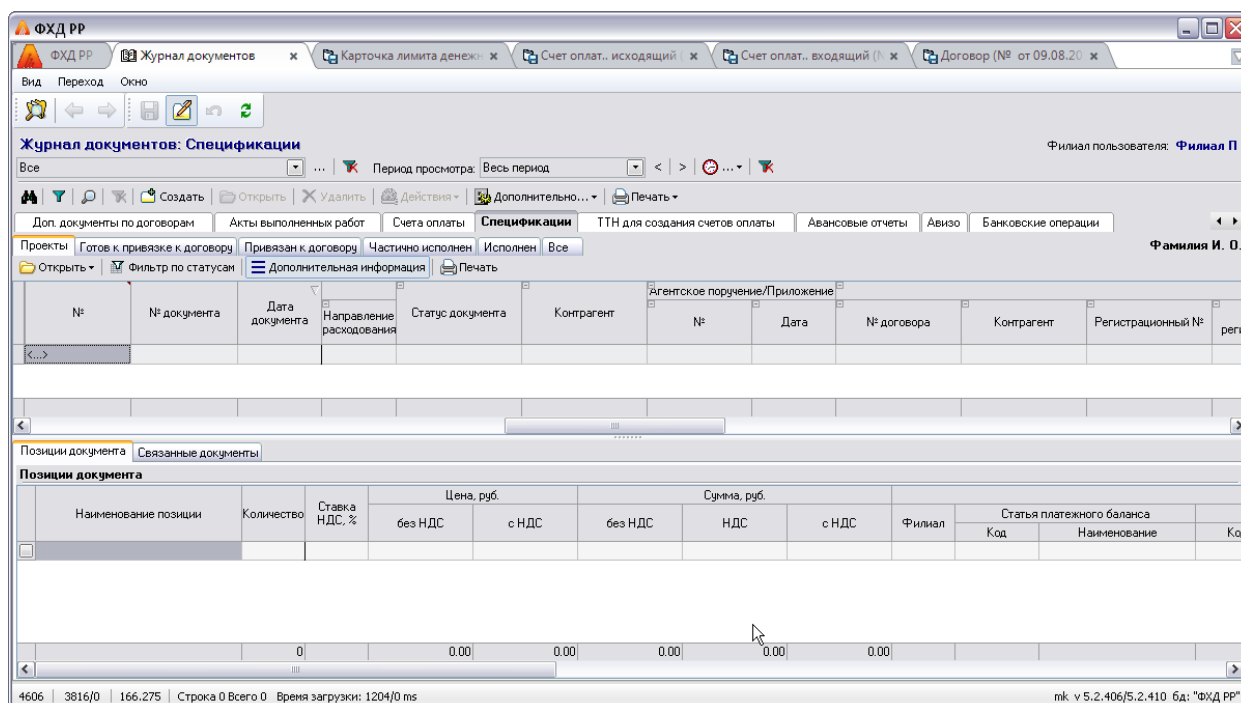 ФХД РР
ФХД РР Журнал документов Карточка лимита денежн Счет оплат.. исходящий ( Счет оплат.. входящий (N Договор (№ от 09.08.20
Вид Переход Окно
Журнал документов: Спецификации Филиал пользователя: Филиал П
Все ... Период просмотра: Весь период < > ...
Создать Открыть Удалить Действия Дополнительно... Печать
Доп. документы по договорам Акты выполненных работ Счета оплаты Спецификации ТТН для создания счетов оплаты Авансовые отчеты Авизо Банковские операции
Проекты Готов к привязке к договору Привязан к договору Частично исполнен Исполнен Все Фамилия И. О.
Открыть Фильтр по статусам Дополнительная информация Печать
Агентское поручение/Приложение
№ № документа Дата документа Направление расходования Статус документа Контрагент № Дата № договора Контрагент Регистрационный № реги
<...>
Позиции документа Связанные документы
Позиции документа
Наименование позиции Количество Ставка НДС, % Цена, руб. Сумма, руб.
без НДС с НДС без НДС НДС с НДС Филиал Статья платежного баланса
Код Наименование Ко
0 0.00 0.00 0.00 0.00 0.00
4606 3816/0 166.275 Строка 0 Всего 0 Время загрузки: 1204/0 ms mk v 5.2.406/5.2.410 бд: "ФХД РР"